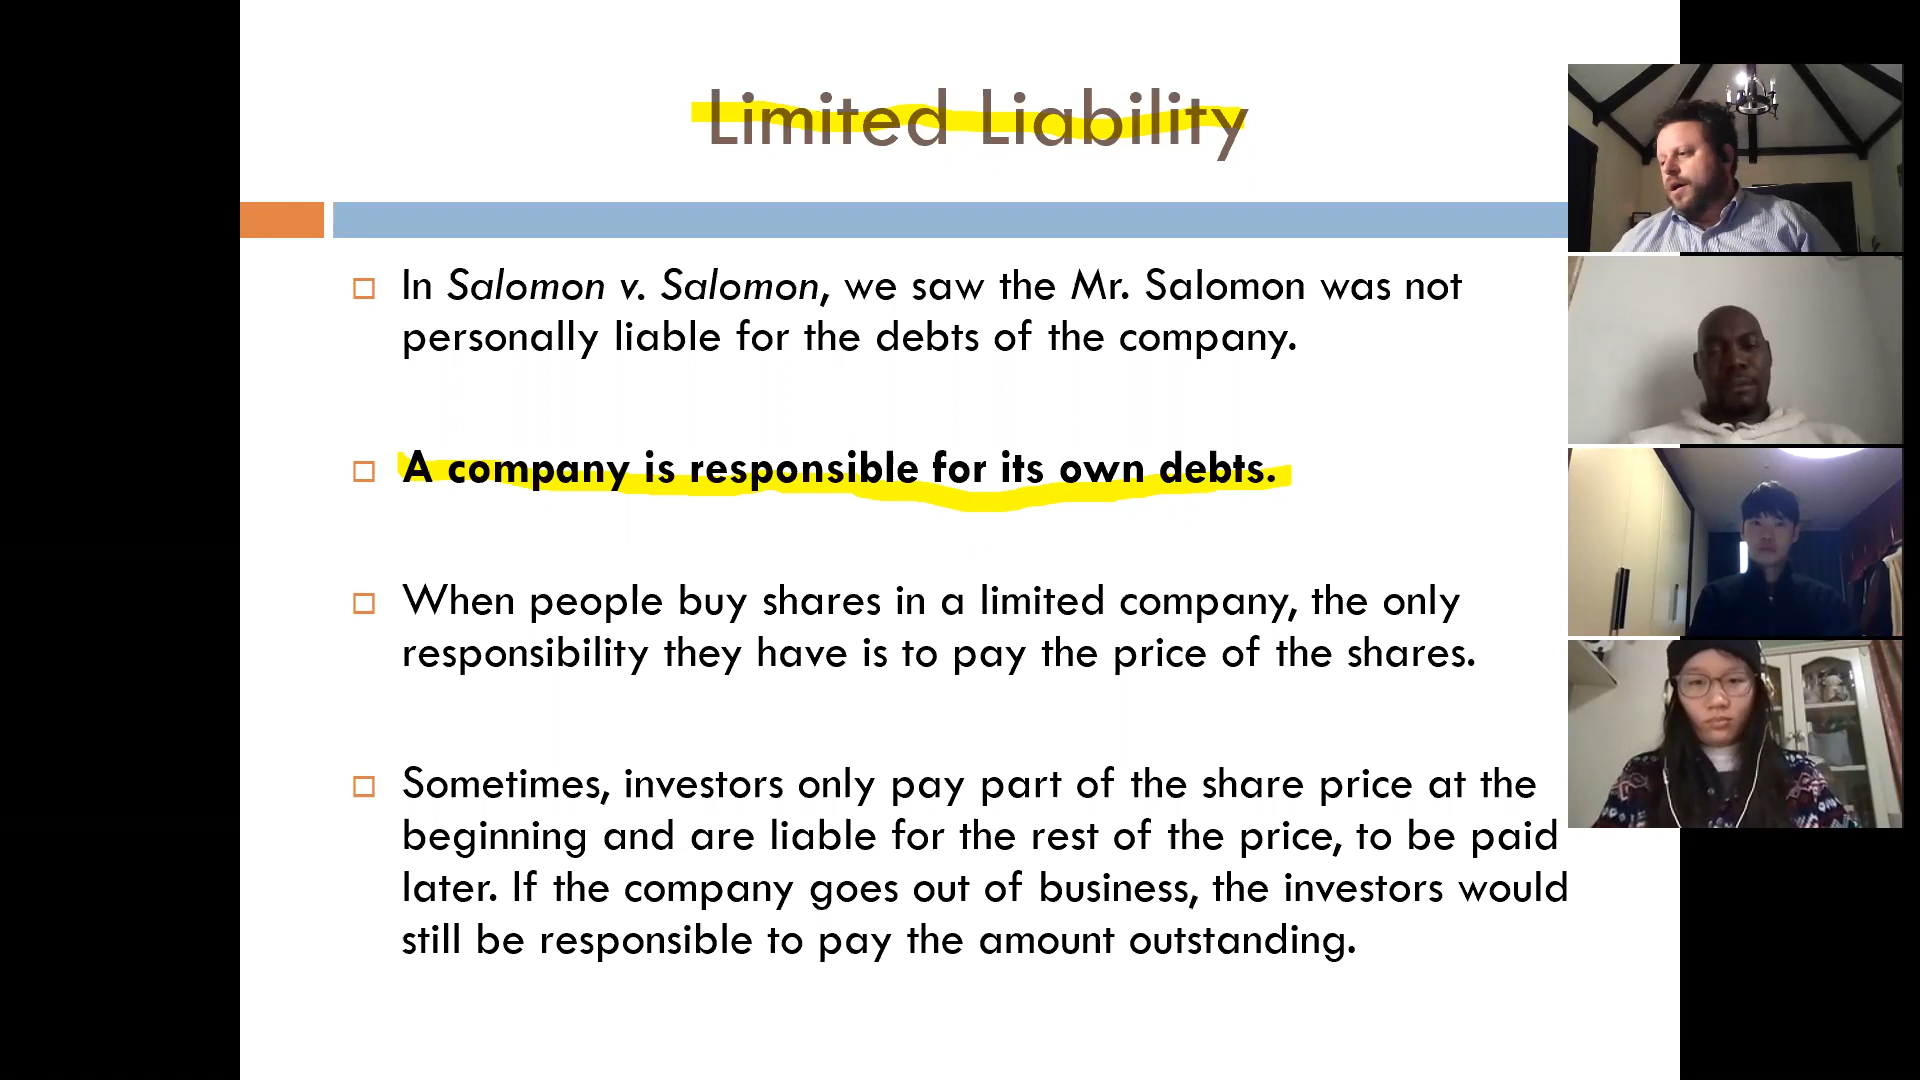 Limited Liability
In Salomon v. Salomon, we saw the Mr. Salomon was not
personally liable for the debts of the company.
A company is responsible for its own debts.
When people buy shares in a limited company, the only
responsibility they have is to pay the price of the shares.
Sometimes, investors only pay part of the share price at the
beginning and are liable for the rest of the price, to be paid
later. If the company goes out of business, the investors would
still be responsible to pay the amount outstanding.